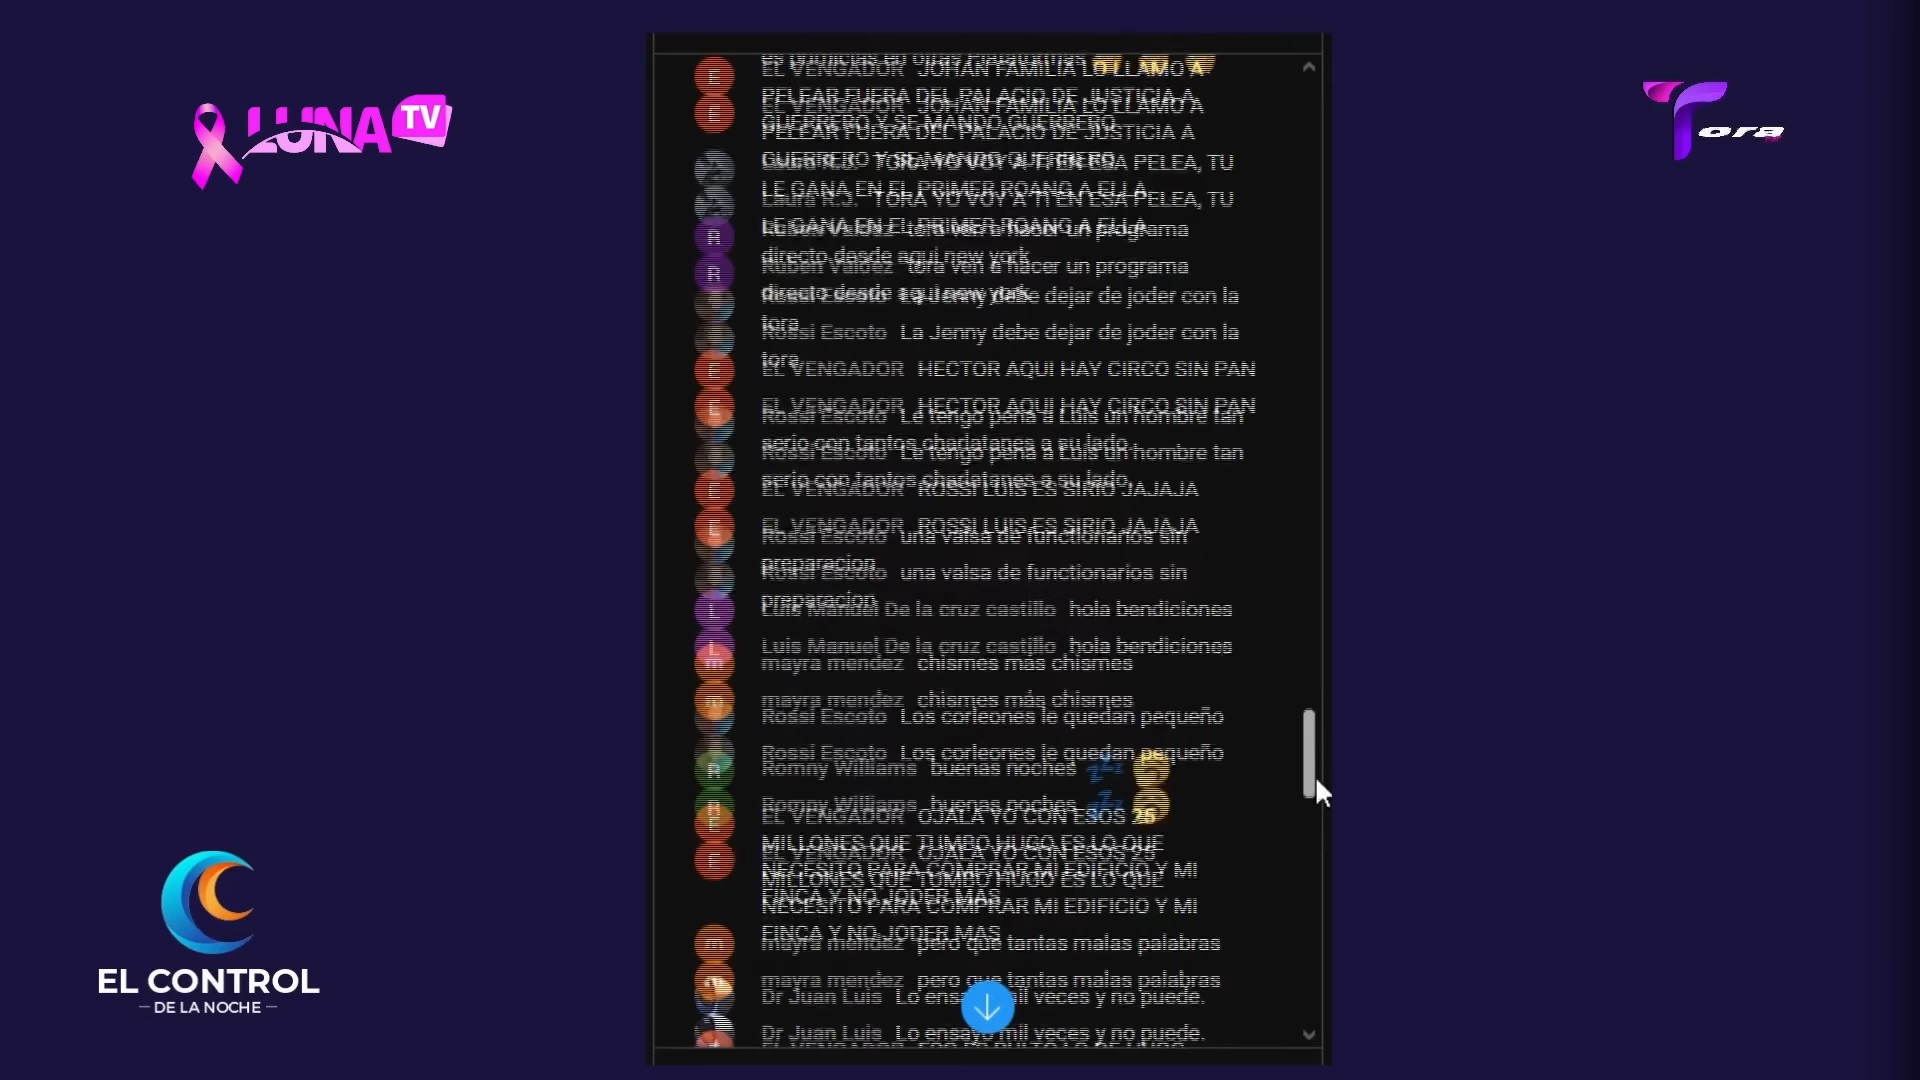 LUNA TV
Tora
EL VENGADOR JOHAN FAMILIA LO LLAMO A
PELEAR FUERA DEL PALACIO DE JUSTICIA A
GUERRERO Y SE MANDO GUERRERO
Laura R.J. TORA YO VOY A TI EN ESA PELEA, TU
LE GANA EN EL PRIMER ROANG A ELLA
Ruben Valdez tora ven a hacer un programa
directo desde aqui new york
Rossi Escoto La Jenny debe dejar de joder con la
tora
EL VENGADOR HECTOR AQUI HAY CIRCO SIN PAN
Rossi Escoto Le tengo pena a Luis un hombre tan
serio con tantos chadatanes a su lado
EL VENGADOR ROSSI LUIS ES SIRIO JAJAJA
Rossi Escoto una valsa de functionarios sin
preparacion
Luis Manuel De la cruz castillo hola bendiciones
mayra mendez chismes más chismes
Rossi Escoto Los corleones le quedan pequeño
Romny Williams buenas noches
EL VENGADOR OJALA YO CON ESOS 25
MILLONES QUE TUMBO HUGO ES LO QUE
NECESITO PARA COMPRAR MI EDIFICIO Y MI
FINCA Y NO JODER MAS
mayra mendez pero que tantas malas palabras
Dr Juan Luis Lo ensayo mil veces y no puede.
EL CONTROL
DE LA NOCHE